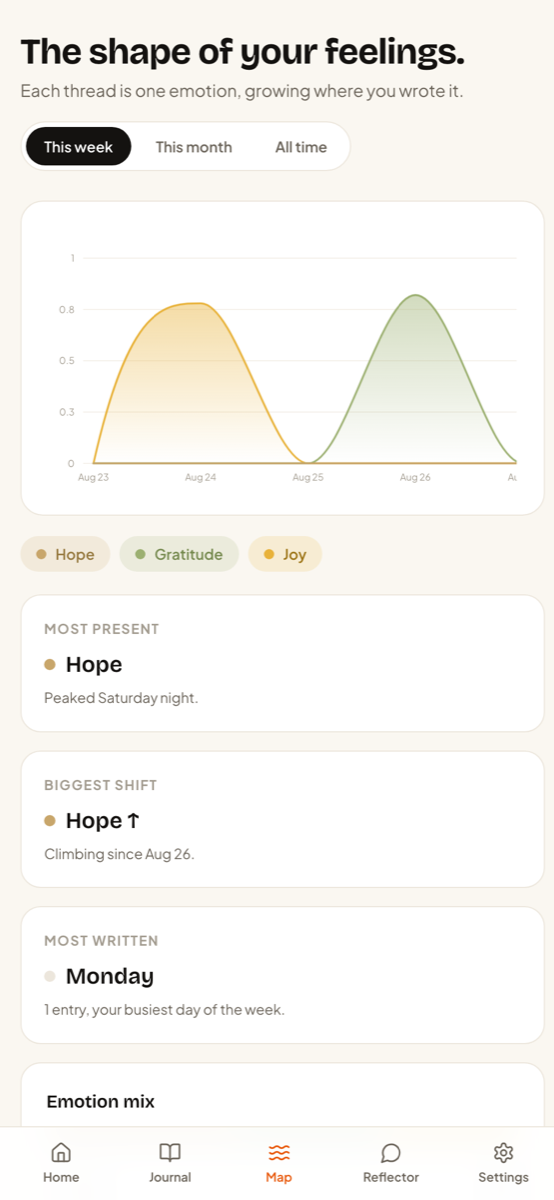 The shape of your feelings.
Each thread is one emotion, growing where you wrote it.
This week This month All time
1
0.8
0.5
0.3
0
Aug 23 Aug 24 Aug 25 Aug 26
Hope Gratitude Joy
MOST PRESENT
Hope
Peaked Saturday night.
BIGGEST SHIFT
Hope ↑
Climbing since Aug 26.
MOST WRITTEN
Monday
1 entry, your busiest day of the week.
Emotion mix
Home Journal Map Reflector Settings